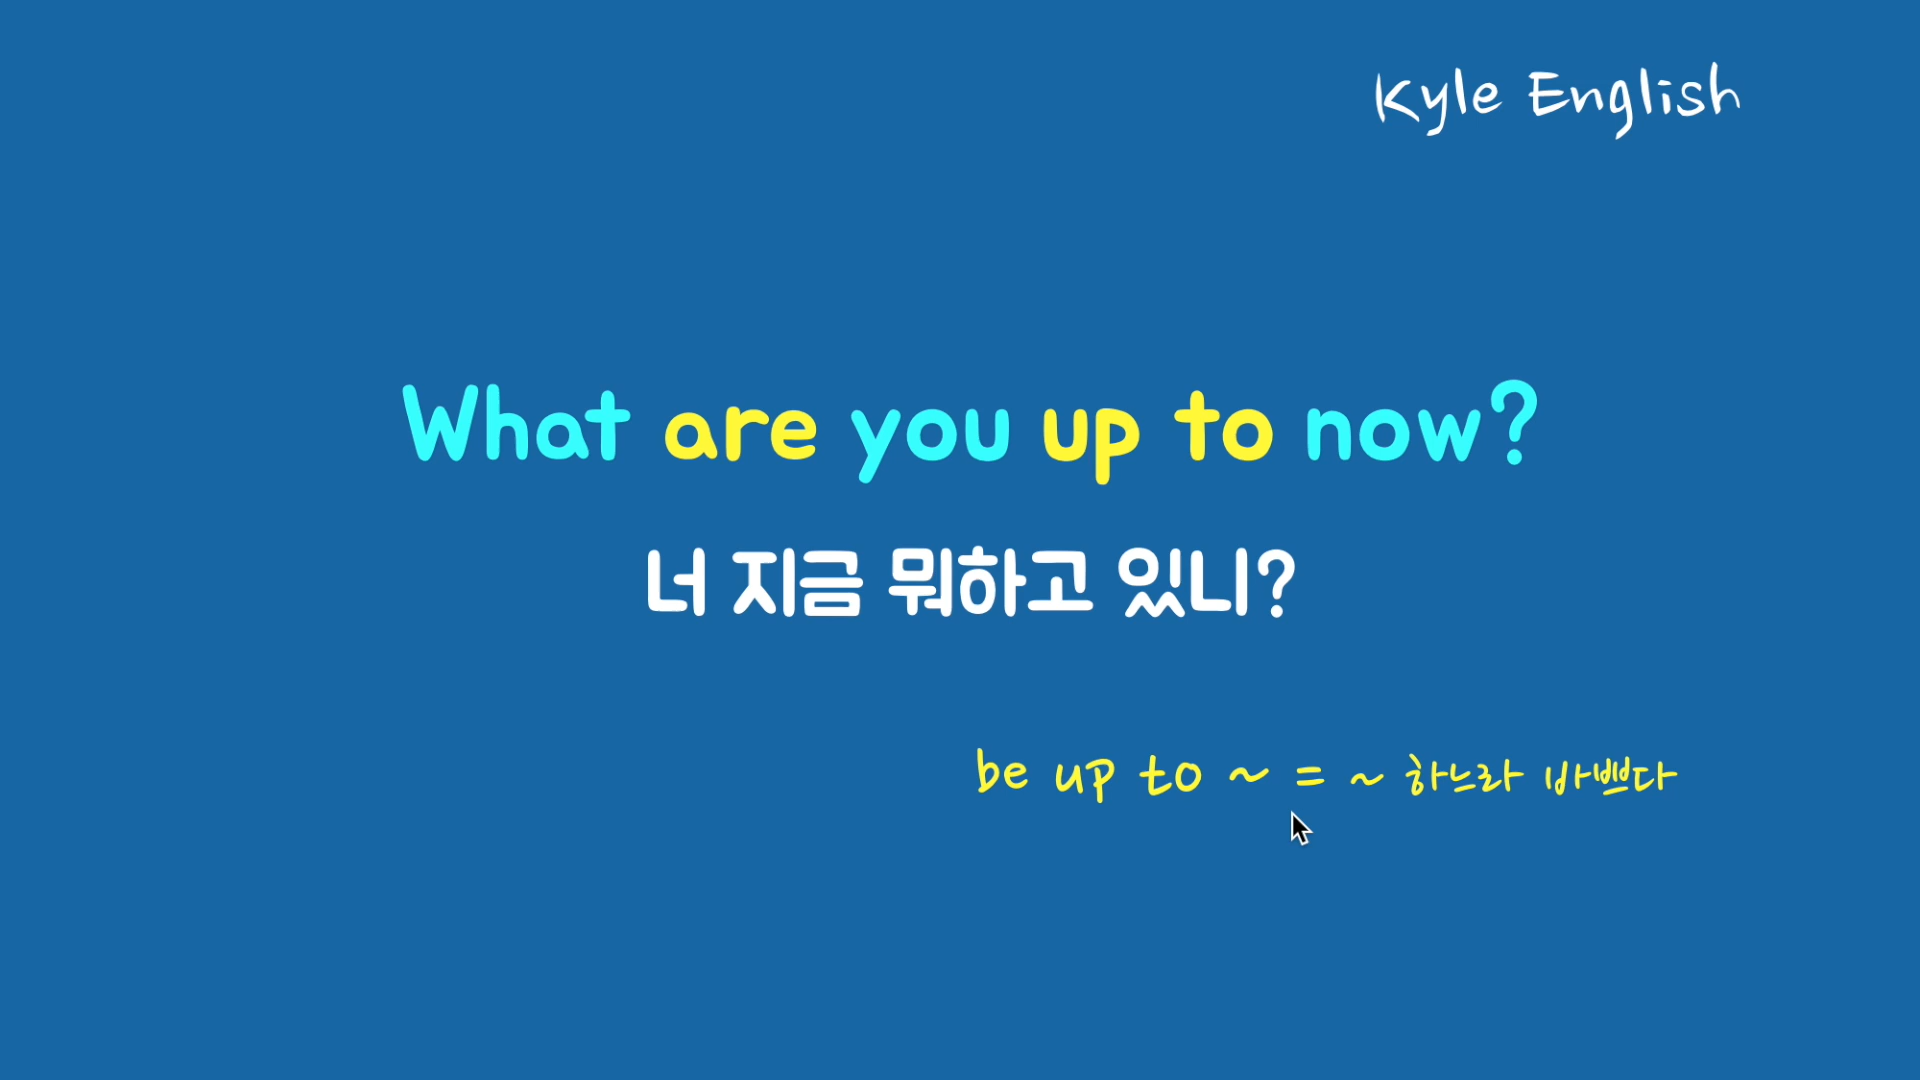 Kyle English
What are you up to now?
너 지금 뭐하고 있니?
be up to ~ = ~ 하느라 바쁘다